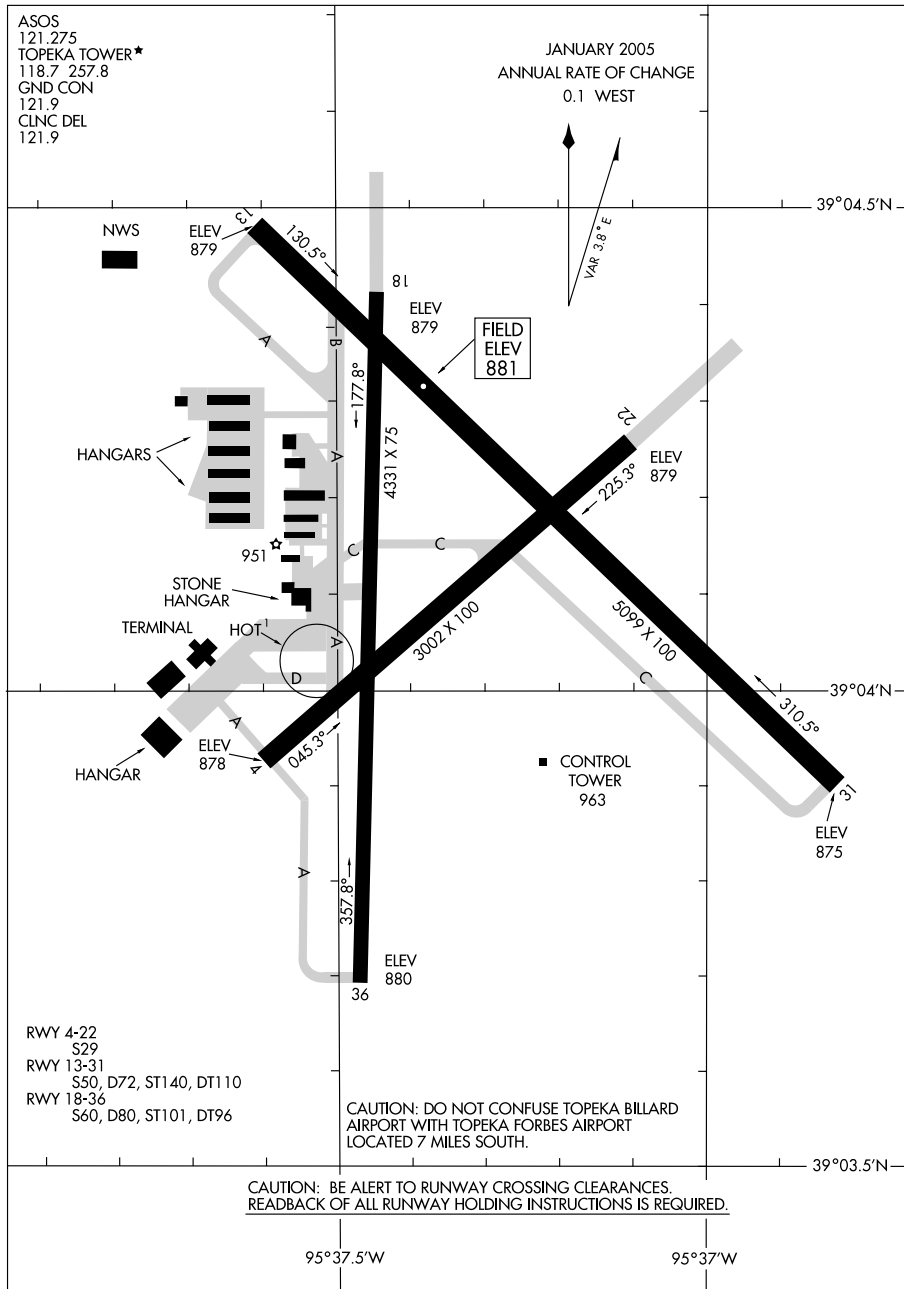 ASOS
121.275
TOPEKA TOWER★
118.7 257.8
GND CON
121.9
CLNC DEL
121.9
JANUARY 2005
ANNUAL RATE OF CHANGE
0.1 WEST
VAR 3.8° E
39°04.5'N
NWS
ELEV
879
13
130.5°
18
ELEV
879
FIELD
ELEV
881
A
B
177.8°
4331 X 75
A
22
ELEV
879
225.3°
HANGARS
951
C
C
STONE
HANGAR
TERMINAL
HOT1
A
D
3002 X 100
5099 X 100
C
39°04'N
310.5°
A
HANGAR
ELEV
878
4
045.3°
CONTROL
TOWER
963
31
ELEV
875
A
357.8°
ELEV
880
36
RWY 4-22
S29
RWY 13-31
S50, D72, ST140, DT110
RWY 18-36
S60, D80, ST101, DT96
CAUTION: DO NOT CONFUSE TOPEKA BILLARD
AIRPORT WITH TOPEKA FORBES AIRPORT
LOCATED 7 MILES SOUTH.
39°03.5'N
CAUTION: BE ALERT TO RUNWAY CROSSING CLEARANCES.
READBACK OF ALL RUNWAY HOLDING INSTRUCTIONS IS REQUIRED.
95°37.5'W
95°37'W